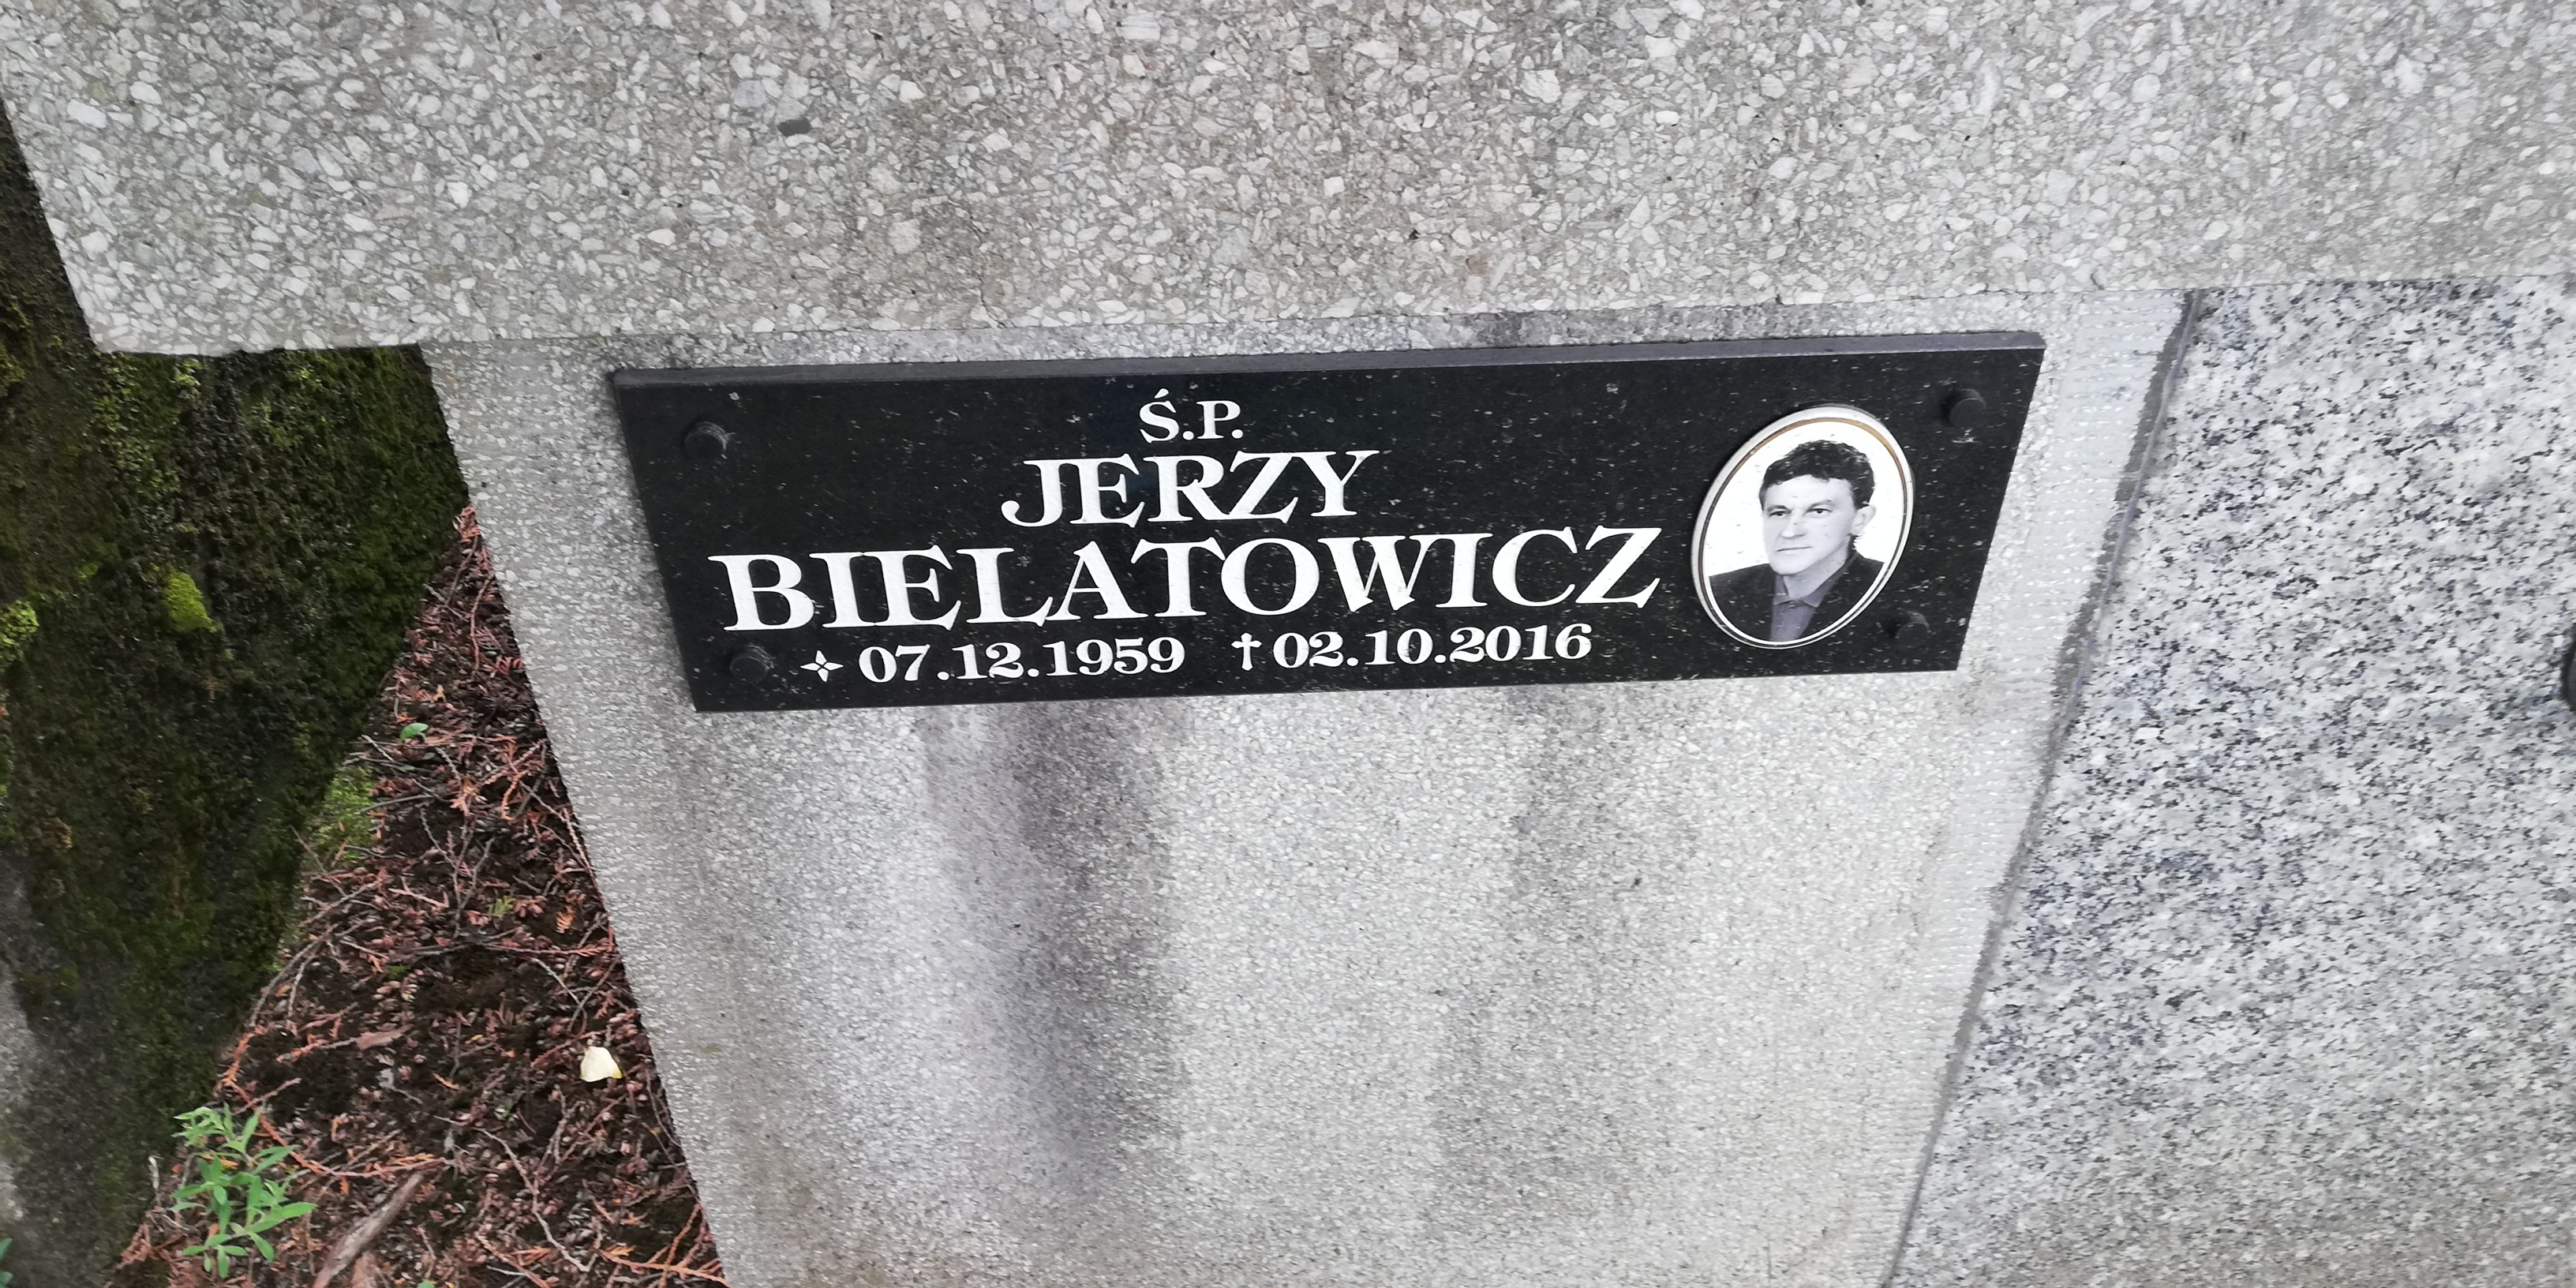 Ś.P.
JERZY
BIELATOWICZ
07.12.1959 †02.10.2016